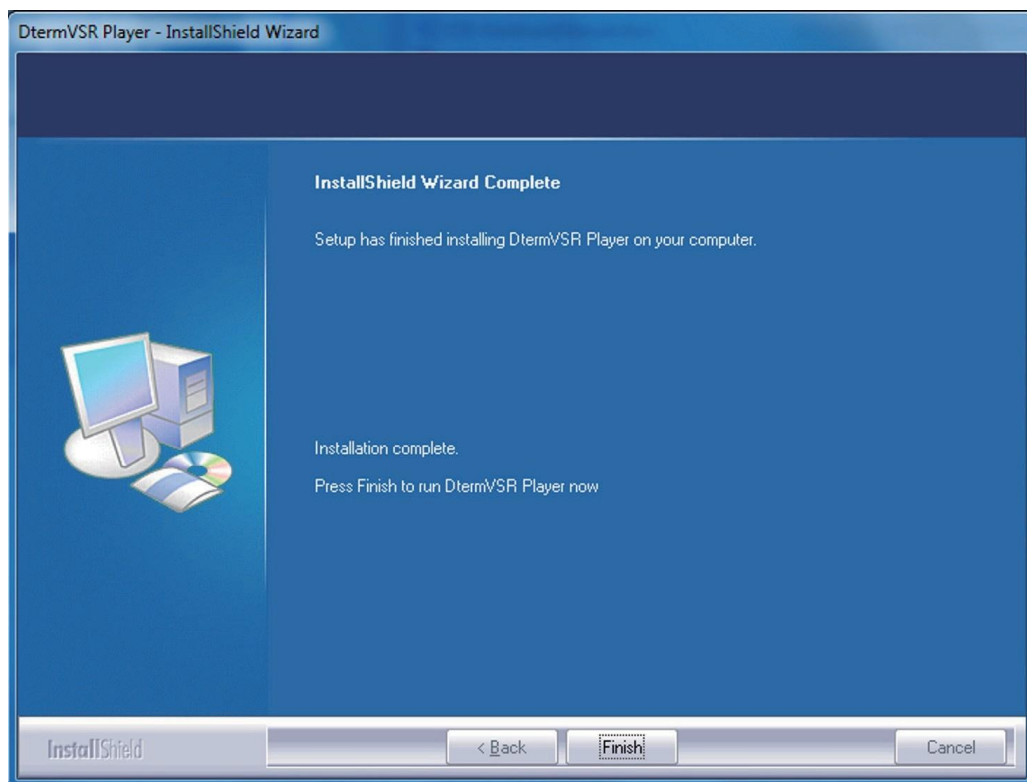 DtermVSR Player - InstallShield Wizard
InstallShield Wizard Complete
Setup has finished installing DtermVSR Player on your computer.
Installation complete.
Press Finish to run DtermVSR Player now
InstallShield
< Back
Finish
Cancel